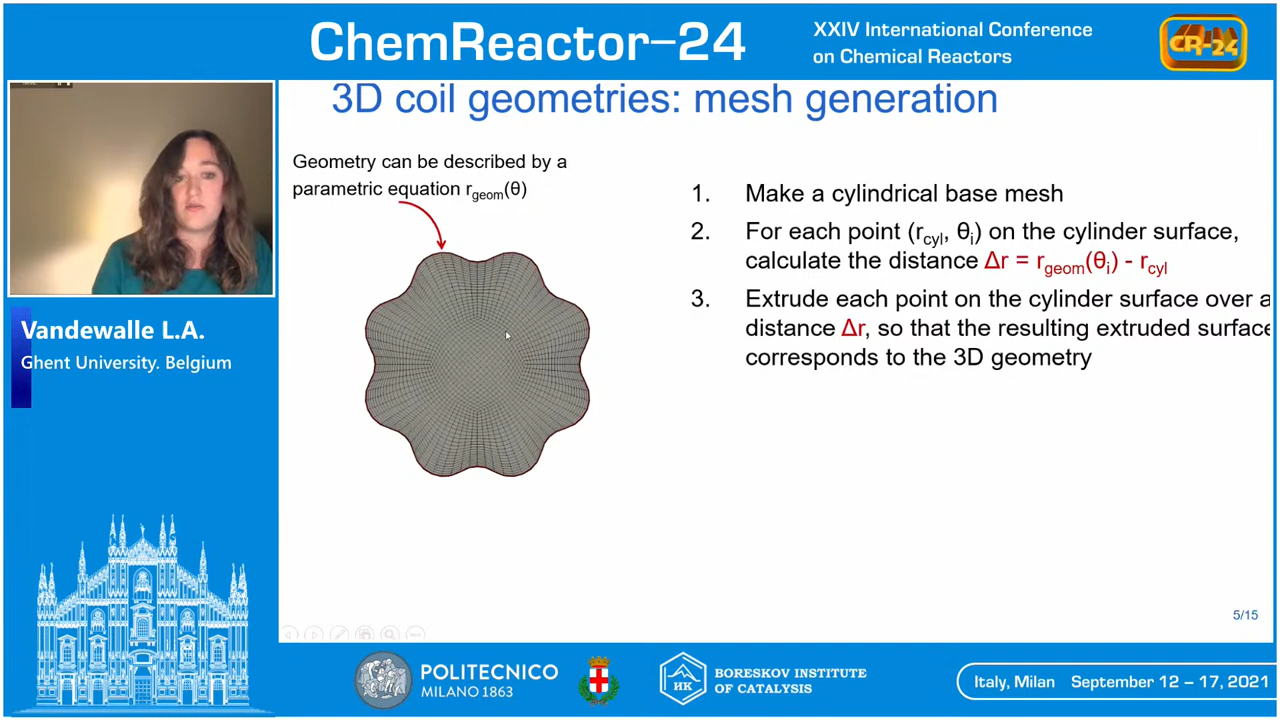 ChemReactor-24
XXIV International Conference
on Chemical Reactors
CR-24
3D coil geometries: mesh generation
Geometry can be described by a
parametric equation rgeom(θ)
1. Make a cylindrical base mesh
2. For each point (rcyl, θi) on the cylinder surface,
calculate the distance Δr = rgeom(θi) - rcyl
3. Extrude each point on the cylinder surface over a
distance Δr, so that the resulting extruded surface
corresponds to the 3D geometry
Vandewalle L.A.
Ghent University. Belgium
5/15
POLITECNICO
MILANO 1863
НК
BORESKOV INSTITUTE
OF CATALYSIS
Italy, Milan September 12 – 17, 2021